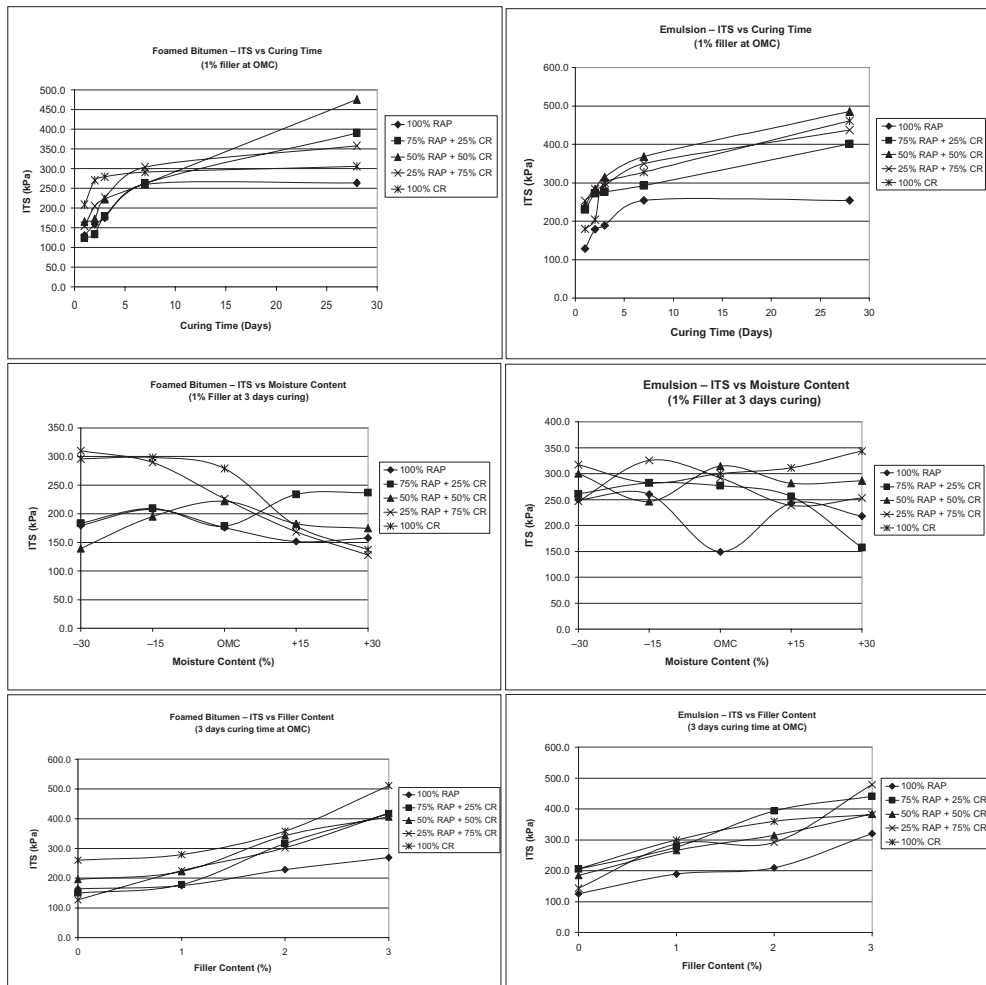 Foamed Bitumen – ITS vs Curing Time
(1% filler at OMC)
500.0
450.0
400.0
350.0
300.0
250.0
200.0
150.0
100.0
50.0
0.0
ITS (kPa)
0 5 10 15 20 25 30
Curing Time (Days)
100% RAP
75% RAP + 25% CR
50% RAP + 50% CR
25% RAP + 75% CR
100% CR
Emulsion – ITS vs Curing Time
(1% filler at OMC)
600.0
500.0
400.0
300.0
200.0
100.0
0.0
ITS (kPa)
0 5 10 15 20 25 30
Curing Time (Days)
100% RAP
75% RAP + 25% CR
50% RAP + 50% CR
25% RAP + 75% CR
100% CR
Foamed Bitumen – ITS vs Moisture Content
(1% Filler at 3 days curing)
350.0
300.0
250.0
200.0
150.0
100.0
50.0
0.0
ITS (kPa)
–30 –15 OMC +15 +30
Moisture Content (%)
100% RAP
75% RAP + 25% CR
50% RAP + 50% CR
25% RAP + 75% CR
100% CR
Emulsion – ITS vs Moisture Content
(1% Filler at 3 days curing)
400.0
350.0
300.0
250.0
200.0
150.0
100.0
50.0
0.0
ITS (kPa)
–30 –15 OMC +15 +30
Moisture Content (%)
100% RAP
75% RAP + 25% CR
50% RAP + 50% CR
25% RAP + 75% CR
100% CR
Foamed Bitumen – ITS vs Filler Content
(3 days curing time at OMC)
600.0
500.0
400.0
300.0
200.0
100.0
0.0
ITS (kPa)
0 1 2 3
Filler Content (%)
100% RAP
75% RAP + 25% CR
50% RAP + 50% CR
25% RAP + 75% CR
100% CR
Emulsion – ITS vs Filler Content
(3 days curing time at OMC)
600.0
500.0
400.0
300.0
200.0
100.0
0.0
ITS (kPa)
0 1 2 3
Filler Content (%)
100% RAP
75% RAP + 25% CR
50% RAP + 50% CR
25% RAP + 75% CR
100% CR